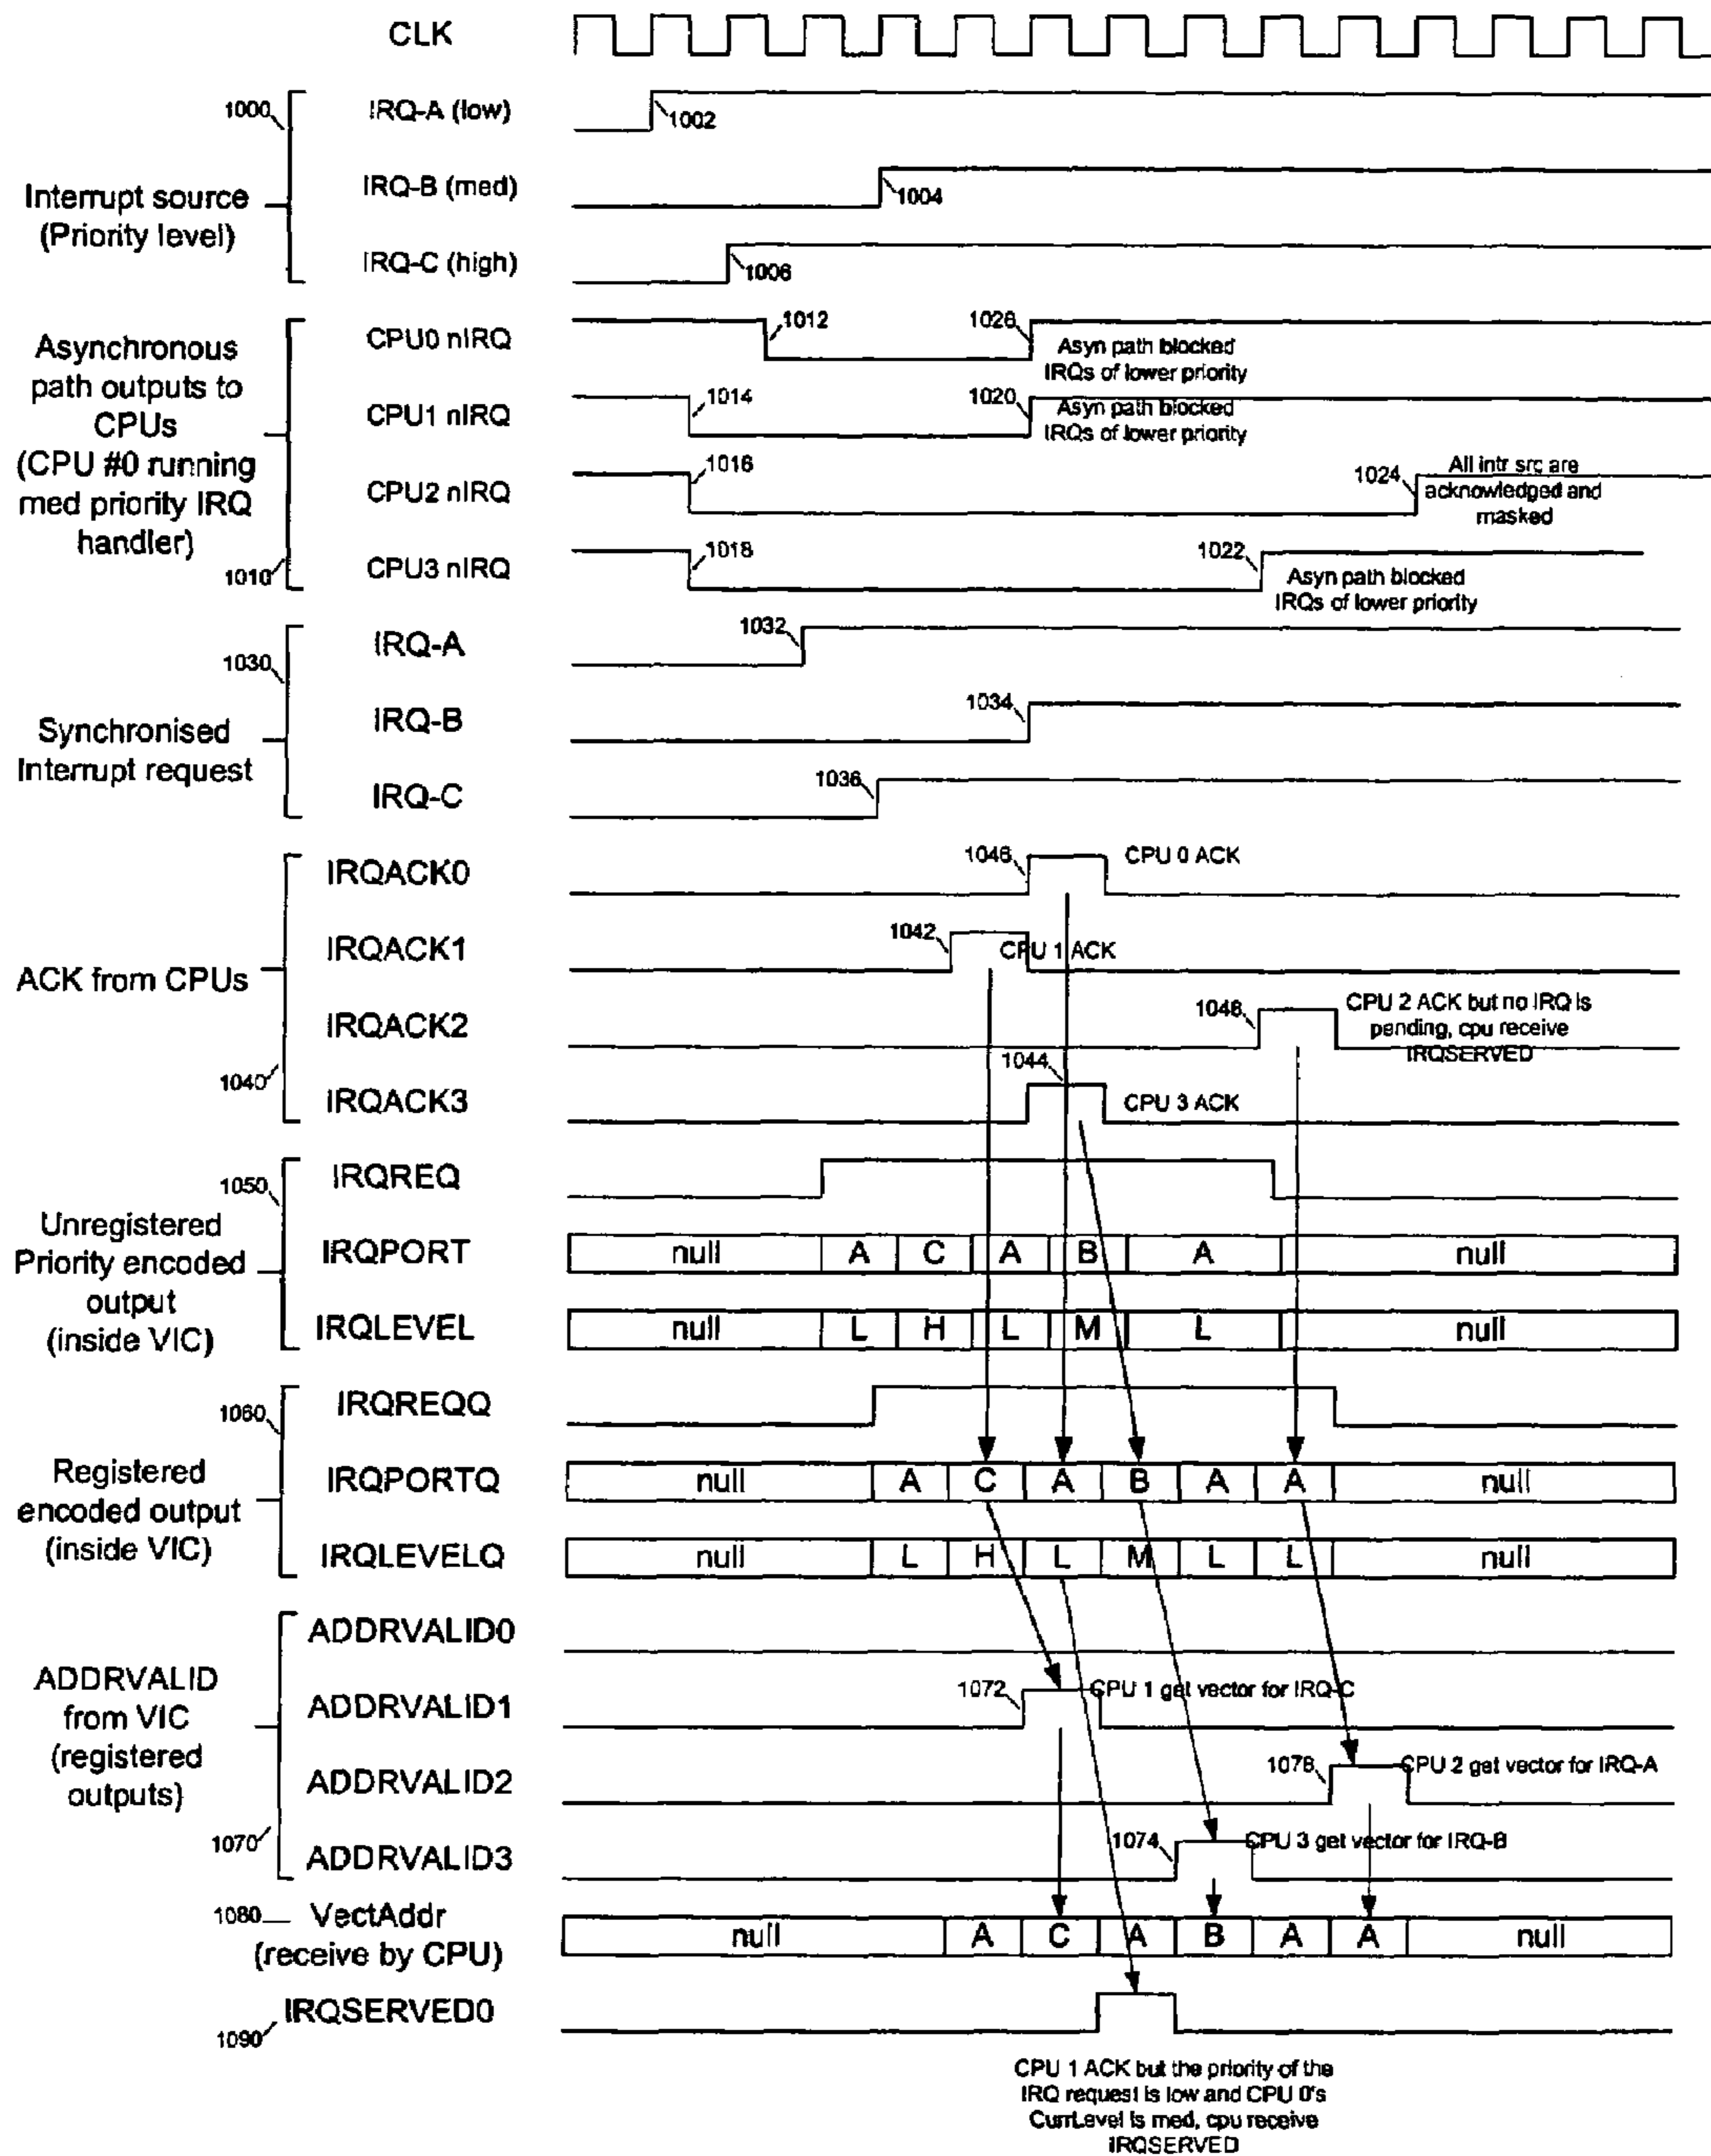 CLK
1000
IRQ-A (low)
1002
Interrupt source
(Priority level)
IRQ-B (med)
1004
IRQ-C (high)
1006
Asynchronous
path outputs to
CPUs
(CPU #0 running
med priority IRQ
handler)
1010
CPU0 nIRQ
1012
1026
Asyn path blocked
IRQs of lower priority
CPU1 nIRQ
1014
1020
Asyn path blocked
IRQs of lower priority
CPU2 nIRQ
1016
1024
All intr src are
acknowledged and
masked
CPU3 nIRQ
1018
1022
Asyn path blocked
IRQs of lower priority
1030
Synchronised
Interrupt request
IRQ-A
1032
IRQ-B
1034
IRQ-C
1036
ACK from CPUs
1040
IRQACK0
1046
CPU 0 ACK
IRQACK1
1042
CPU 1 ACK
IRQACK2
1048
CPU 2 ACK but no IRQ is
pending, cpu receive
IRQSERVED
IRQACK3
1044
CPU 3 ACK
1050
Unregistered
Priority encoded
output
(inside VIC)
IRQREQ
IRQPORT
null A C A B A null
IRQLEVEL
null L H L M L null
1060
Registered
encoded output
(inside VIC)
IRQREQQ
IRQPORTQ
null A C A B A A null
IRQLEVELQ
null L H L M L L null
ADDRVALID
from VIC
(registered
outputs)
1070
ADDRVALID0
ADDRVALID1
1072
CPU 1 get vector for IRQ-C
ADDRVALID2
1076
CPU 2 get vector for IRQ-A
ADDRVALID3
1074
CPU 3 get vector for IRQ-B
1080
VectAddr
(receive by CPU)
null A C A B A A null
IRQSERVED0
1090
CPU 1 ACK but the priority of the
IRQ request is low and CPU 0's
CurrLevel is med, cpu receive
IRQSERVED